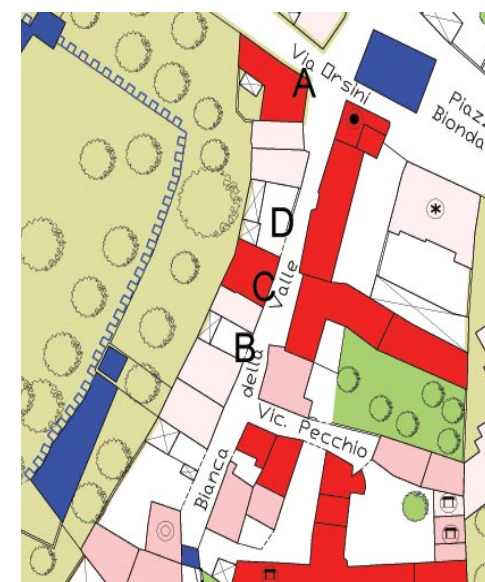 Via Orsini
Piaz
Bionda
A
D
C
B
Bianca della Valle
Vic. Pecchio
*